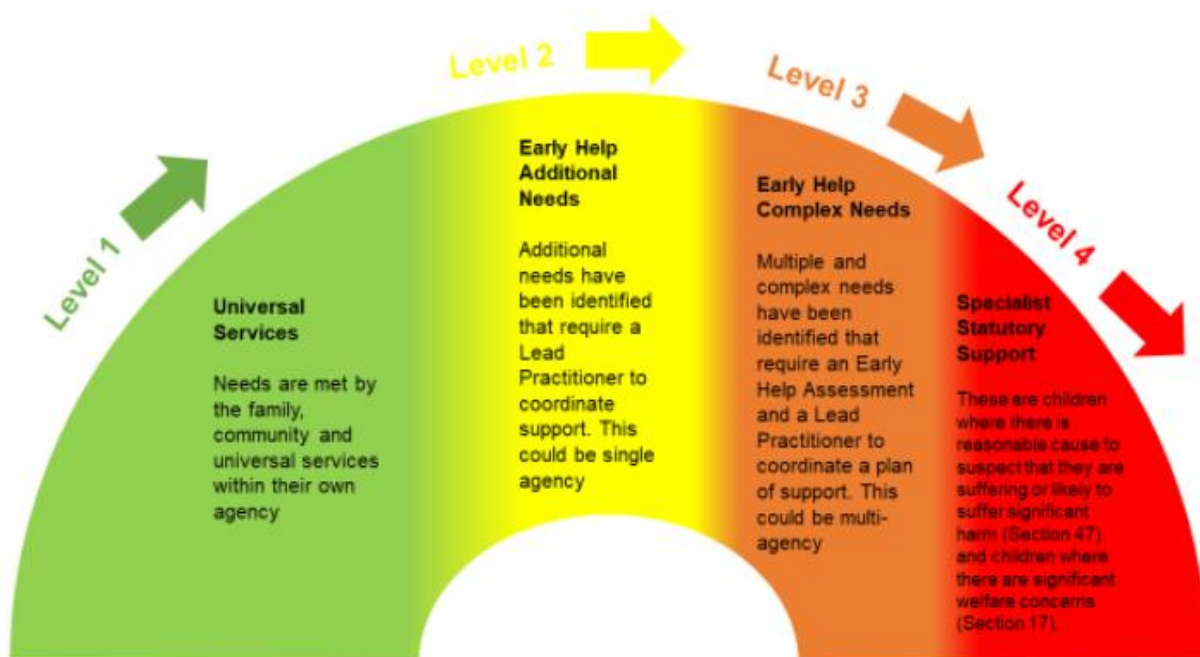 Level 1
Universal
Services
Needs are met by
the family,
community and
universal services
within their own
agency
Level 2
Early Help
Additional
Needs
Additional
needs have
been identified
that require a
Lead
Practitioner to
coordinate
support. This
could be single
agency
Level 3
Early Help
Complex Needs
Multiple and
complex needs
have been
identified that
require an Early
Help Assessment
and a Lead
Practitioner to
coordinate a plan
of support. This
could be multi-
agency
Level 4
Specialist
Statutory
Support
These are children
where there is
reasonable cause to
suspect that they are
suffering or likely to
suffer significant
harm (Section 47)
and children where
there are significant
welfare concerns
(Section 17).